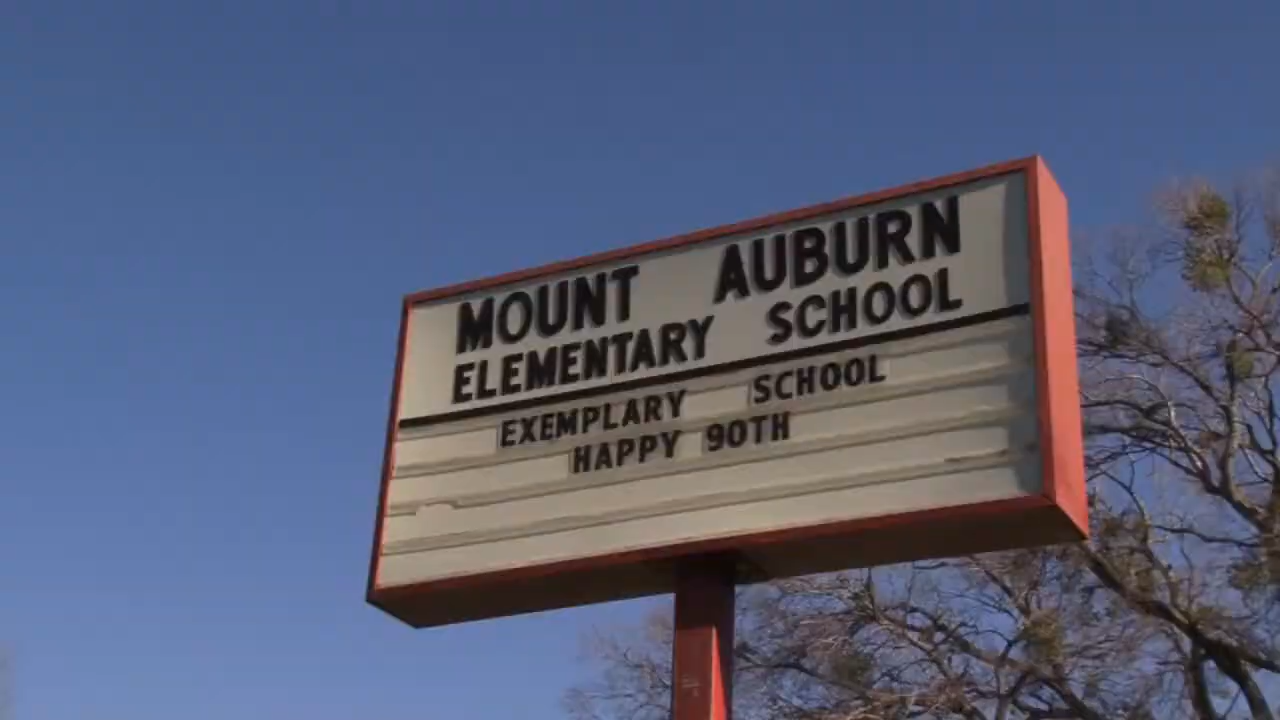 MOUNT AUBURN
ELEMENTARY SCHOOL
EXEMPLARY SCHOOL
HAPPY 90TH